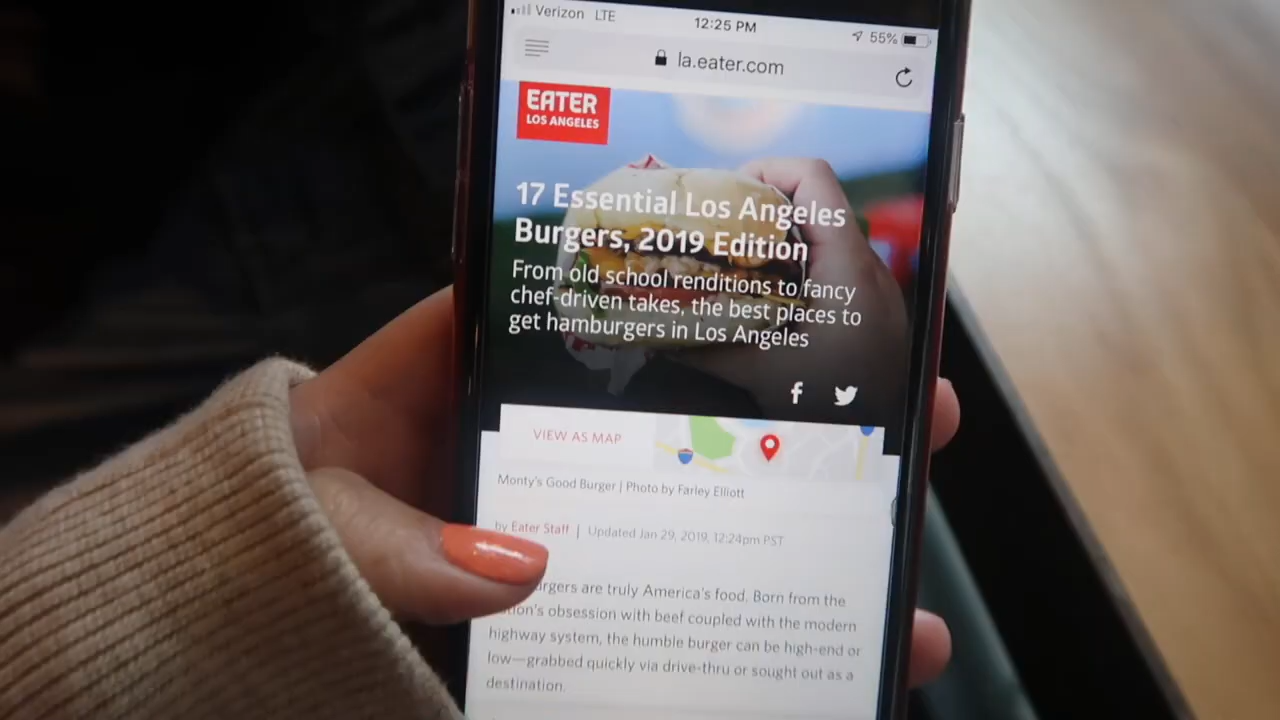 Verizon LTE
12:25 PM
55%
la.eater.com
EATER
LOS ANGELES
17 Essential Los Angeles
Burgers, 2019 Edition
From old school renditions to fancy
chef-driven takes, the best places to
get hamburgers in Los Angeles
VIEW AS MAP
Monty's Good Burger | Photo by Farley Elliott
by Eater Staff | Updated Jan 29, 2019, 12:24pm PST
are truly America's food. Born from the
obsession with beef coupled with the modern
highway system, the humble burger can be high-end or
low—grabbed quickly via drive-thru or sought out as a
destination.